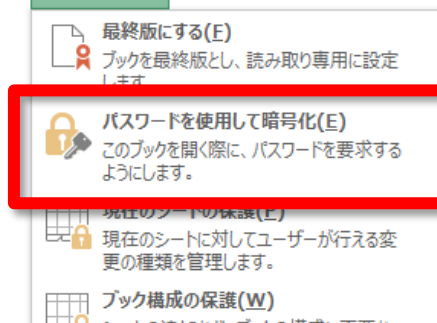 最終版にする(F)
ブックを最終版とし、読み取り専用に設定
します。
パスワードを使用して暗号化(E)
このブックを開く際に、パスワードを要求する
ようにします。
現在のシートの保護(P)
現在のシートに対してユーザーが行える変
更の種類を管理します。
ブック構成の保護(W)